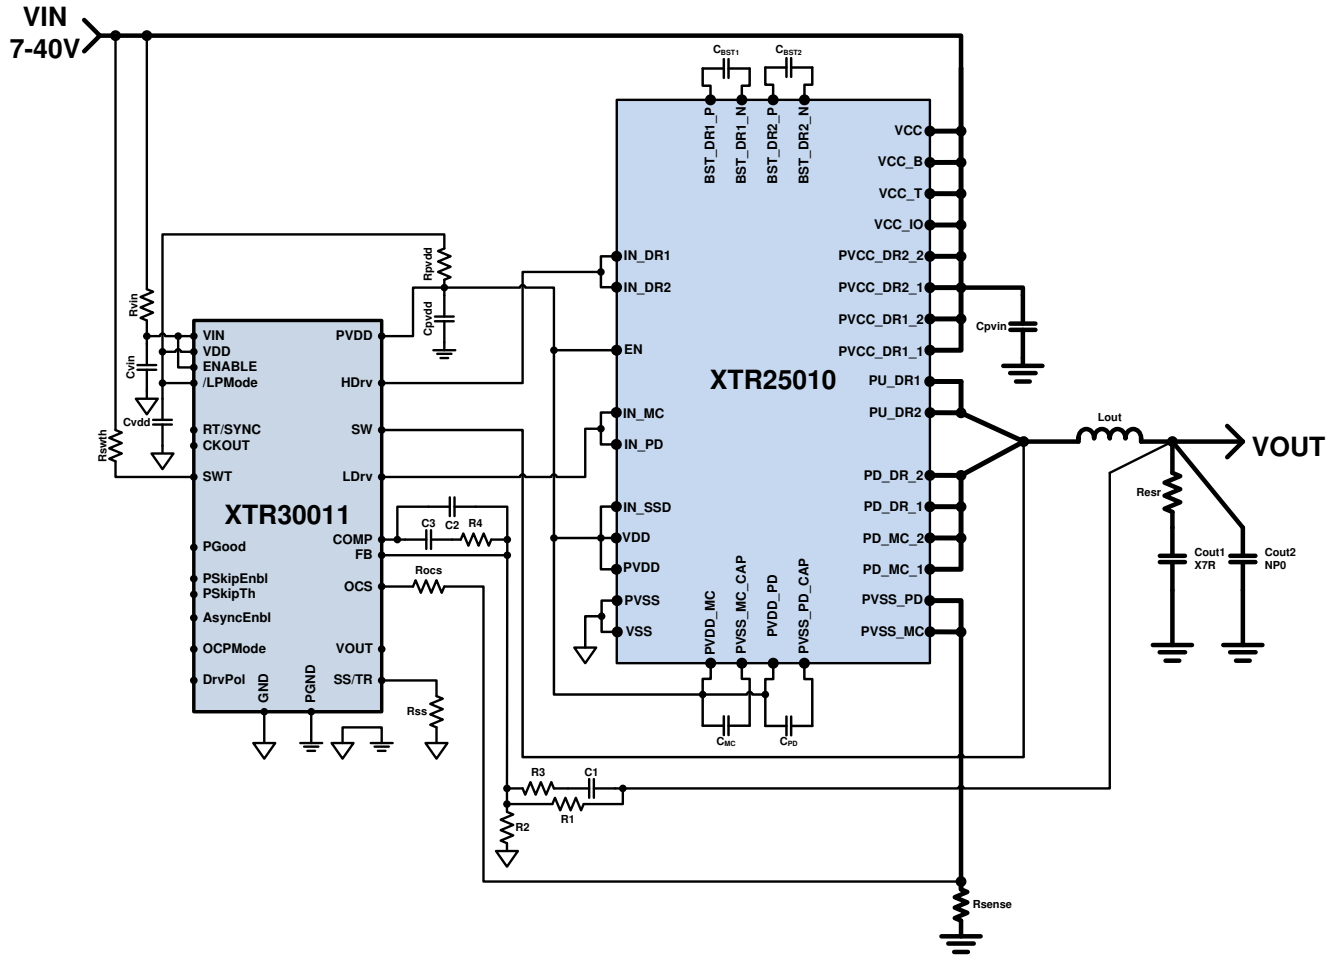 VIN
7-40V
C_BST1
C_BST2
BST_DR1_P
BST_DR1_N
BST_DR2_P
BST_DR2_N
VCC
VCC_B
VCC_T
VCC_IO
PVCC_DR2_2
PVCC_DR2_1
PVCC_DR1_2
PVCC_DR1_1
PU_DR1
PU_DR2
PD_DR_2
PD_DR_1
PD_MC_2
PD_MC_1
PVSS_PD
PVSS_MC
IN_DR1
IN_DR2
EN
IN_MC
IN_PD
IN_SSD
VDD
PVDD
PVSS
VSS
XTR25010
PVDD_MC
PVSS_MC_CAP
PVDD_PD
PVSS_PD_CAP
C_MC
C_PD
Rpvdd
Cpvdd
Rvin
Cvin
Cvdd
Rswth
VIN
VDD
ENABLE
/LPMode
RT/SYNC
CKOUT
SWT
XTR30011
PGood
PSkipEnbl
PSkipTh
AsyncEnbl
OCPMode
DrvPol
GND
PGND
PVDD
HDrv
SW
LDrv
COMP
FB
OCS
VOUT
SS/TR
C3
C2
R4
Rocs
Rss
R3
C1
R1
R2
Cpvin
Lout
VOUT
Resr
Cout1
X7R
Cout2
NP0
Rsense